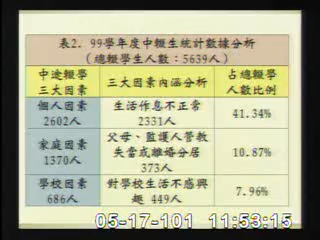 表2. 99學年度中輟生統計數據分析
(總輟學生人數:5639人)
中途輟學三大因素
三大因素內涵分析
占總輟學人數比例
個人因素
2602人
生活作息不正常
2331人
41.34%
家庭因素
1370人
父母、監護人管教
失當或離婚分居
373人
10.87%
學校因素
686人
對學校生活不感興
趣 449人
7.96%
05-17-101 11:53:15